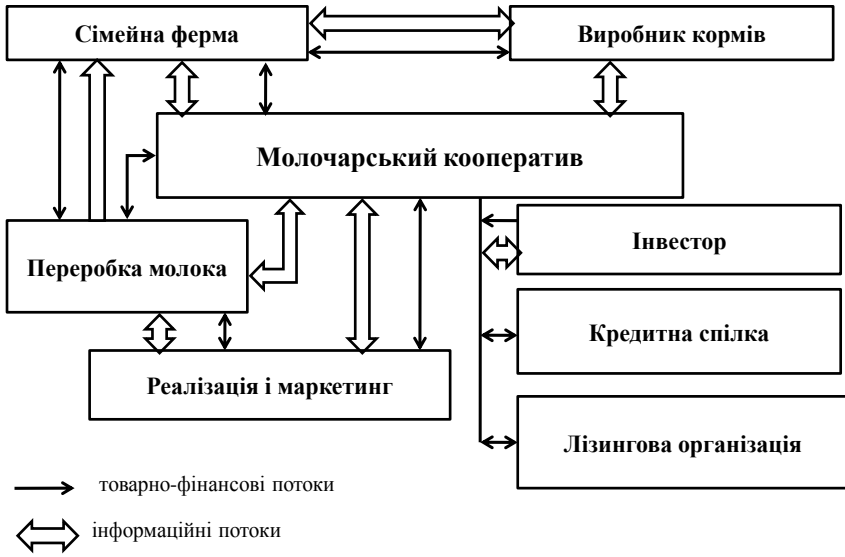 Сімейна ферма
Виробник кормів
Молочарський кооператив
Переробка молока
Інвестор
Кредитна спілка
Реалізація і маркетинг
Лізингова організація
товарно-фінансові потоки
інформаційні потоки